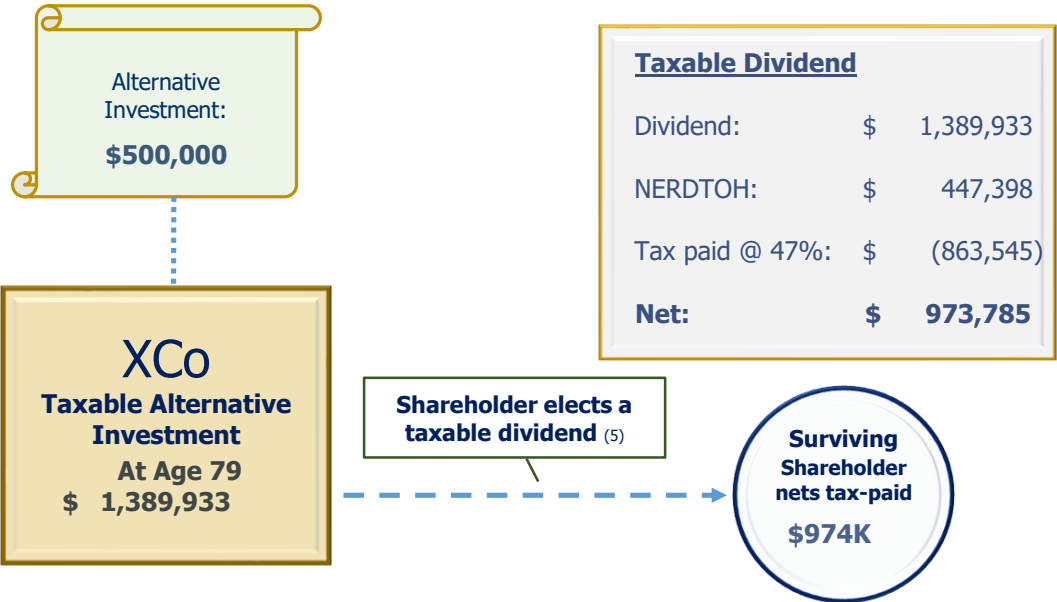 Alternative
Investment:
$500,000
Taxable Dividend
Dividend: $ 1,389,933
NERDTOH: $ 447,398
Tax paid @ 47%: $ (863,545)
Net: $ 973,785
XCo
Taxable Alternative
Investment
At Age 79
$ 1,389,933
Shareholder elects a
taxable dividend (5)
Surviving
Shareholder
nets tax-paid
$974K